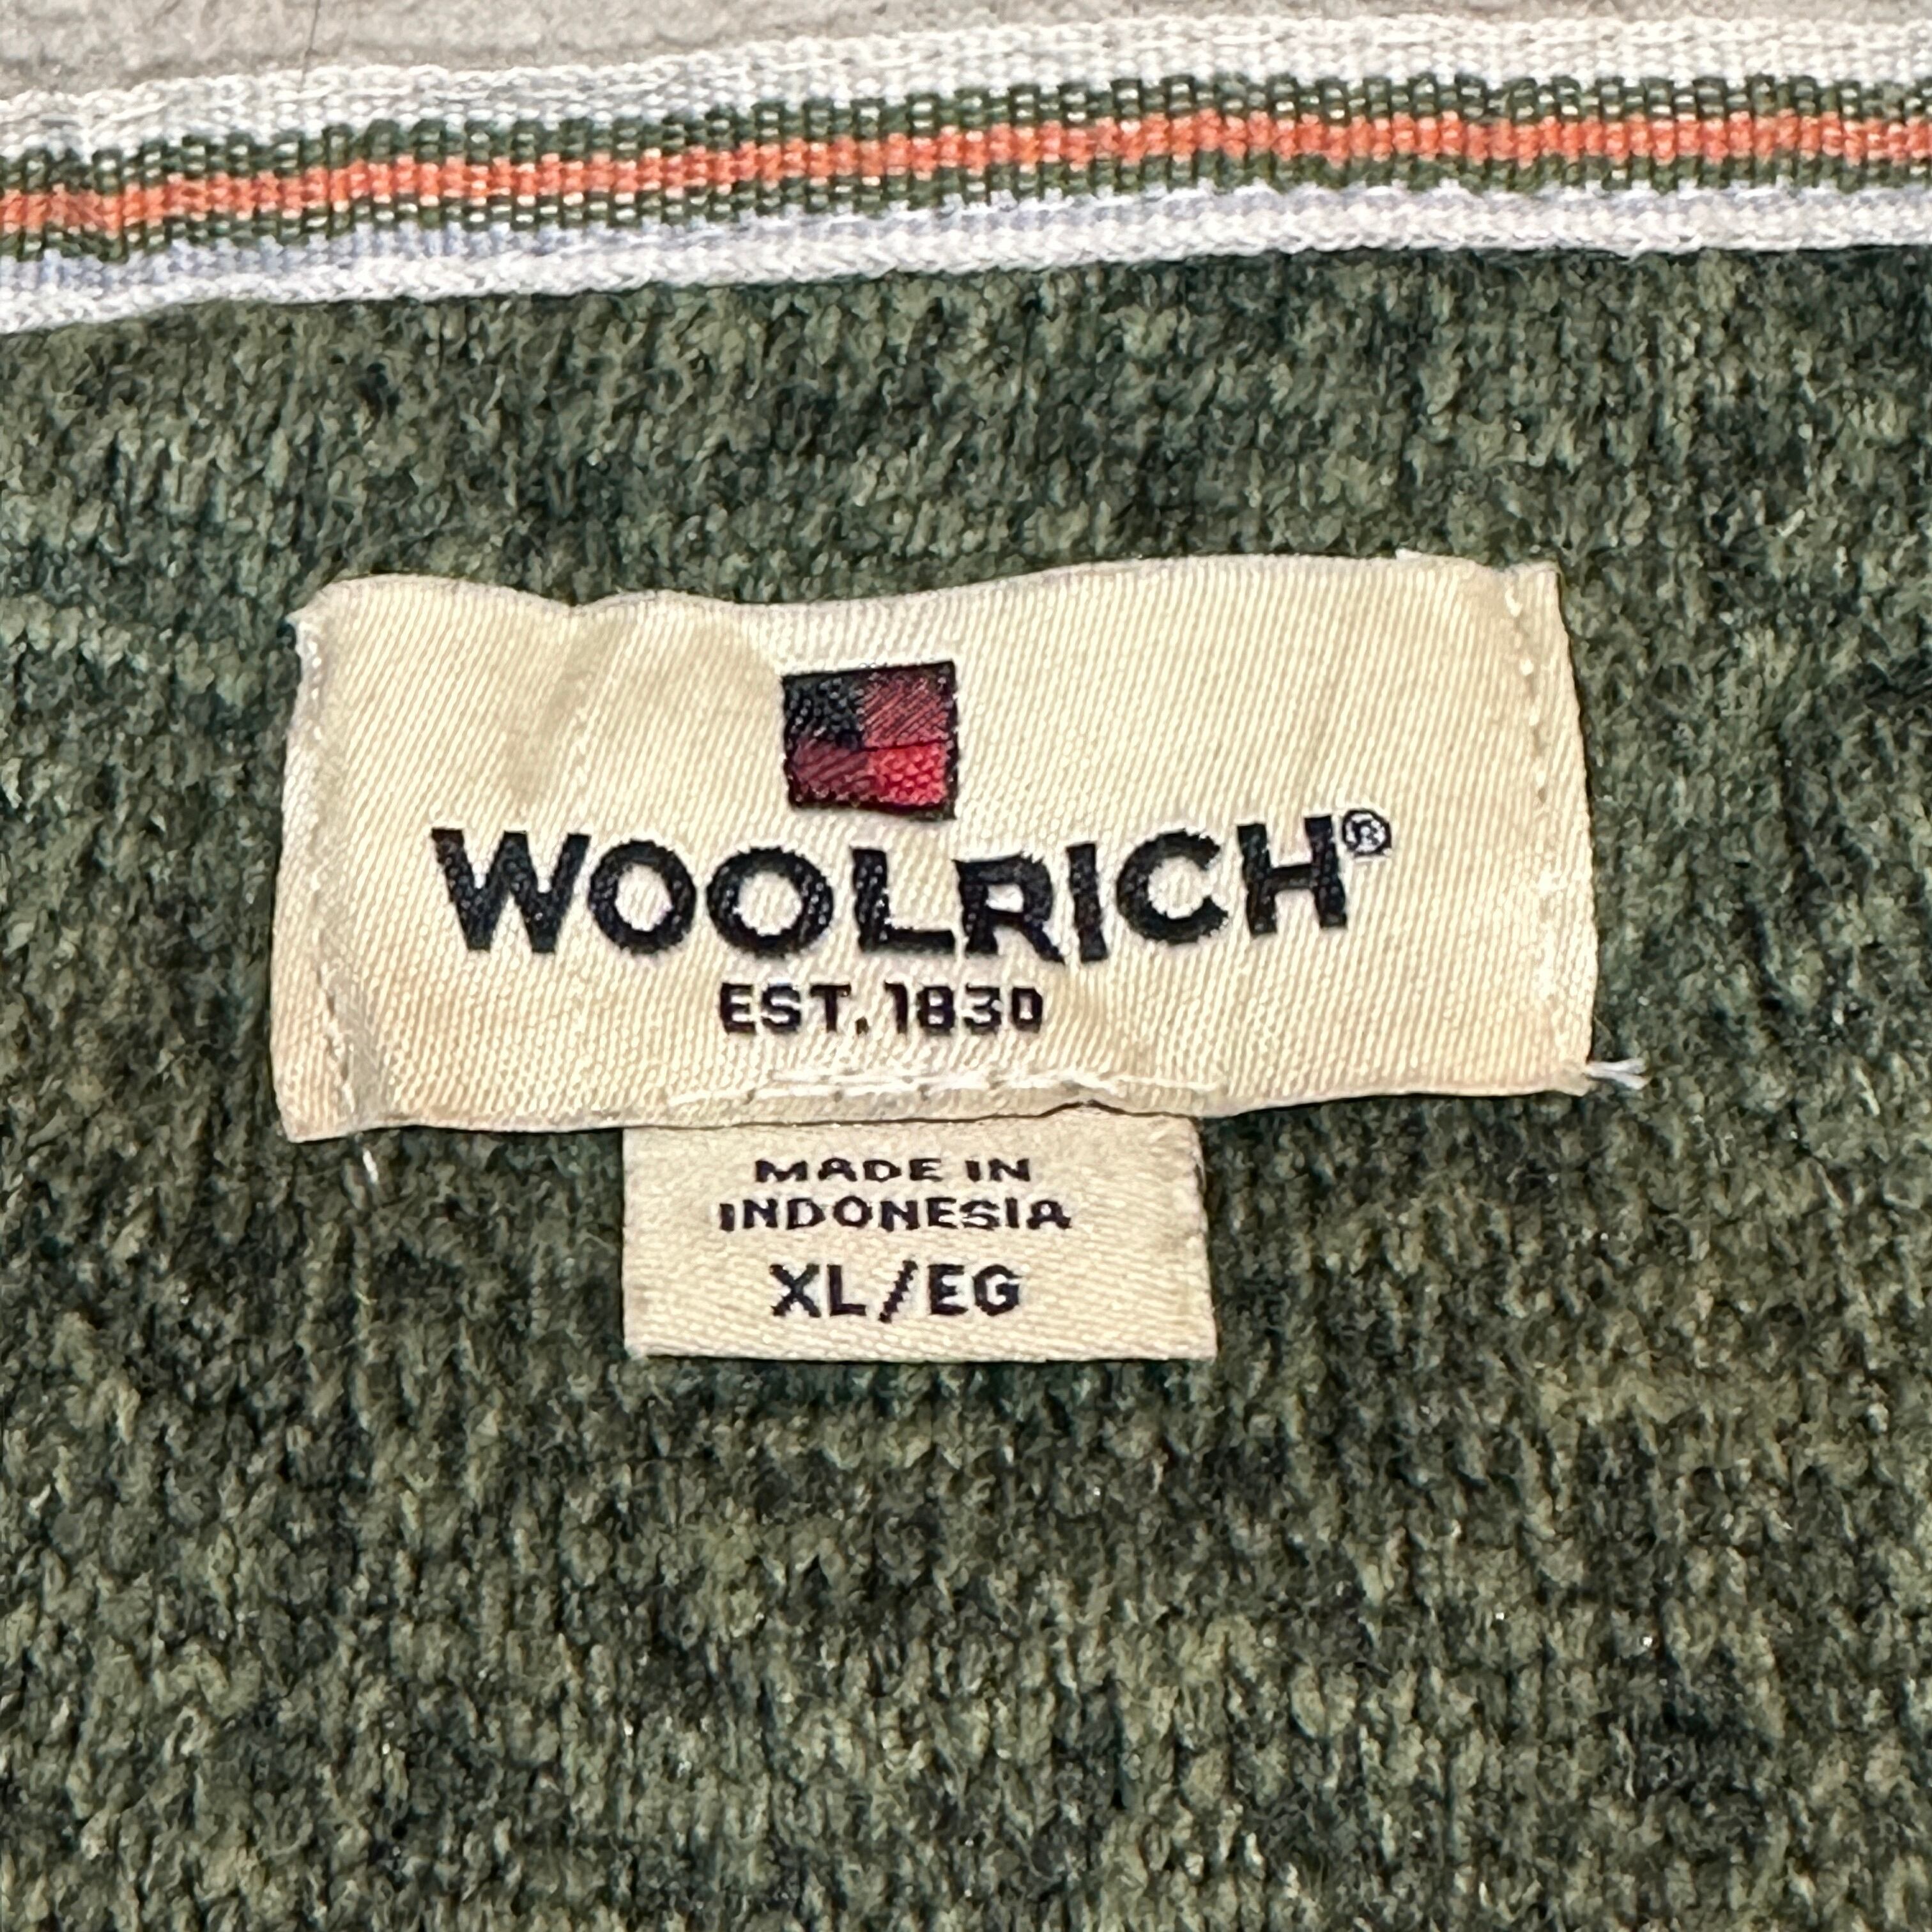 WOOLRICH®
EST. 1830
MADE IN
INDONESIA
XL/EG